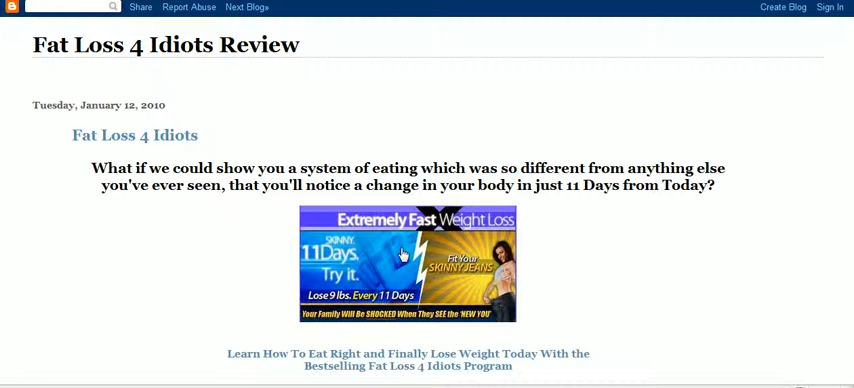 Share Report Abuse Next Blog» Create Blog Sign In
Fat Loss 4 Idiots Review
Tuesday, January 12, 2010
Fat Loss 4 Idiots
What if we could show you a system of eating which was so different from anything else
you've ever seen, that you'll notice a change in your body in just 11 Days from Today?
Extremely Fast Weight Loss
SKINNY.
11Days.
Try it.
Lose 9 lbs. Every 11 Days
Fit Your
SKINNY JEANS
Your Family Will Be SHOCKED When They SEE the 'NEW YOU'
Learn How To Eat Right and Finally Lose Weight Today With the
Bestselling Fat Loss 4 Idiots Program